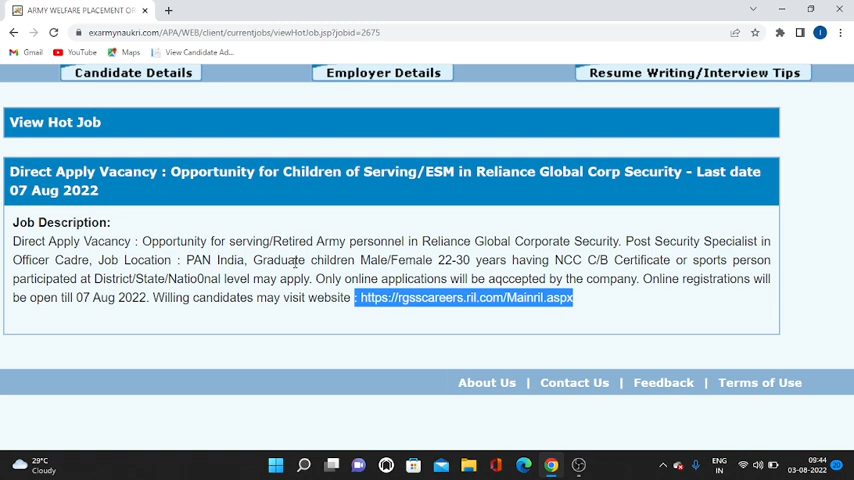 ARMY WELFARE PLACEMENT OR
exarmynaukri.com/APA/WEB/client/currentjobs/viewHotJob.jsp?jobid=2675
Gmail YouTube Maps View Candidate Ad...
Candidate Details Employer Details Resume Writing/Interview Tips
View Hot Job
Direct Apply Vacancy : Opportunity for Children of Serving/ESM in Reliance Global Corp Security - Last date
07 Aug 2022
Job Description:
Direct Apply Vacancy : Opportunity for serving/Retired Army personnel in Reliance Global Corporate Security. Post Security Specialist in
Officer Cadre, Job Location : PAN India, Graduate children Male/Female 22-30 years having NCC C/B Certificate or sports person
participated at District/State/Natio0nal level may apply. Only online applications will be aqccepted by the company. Online registrations will
be open till 07 Aug 2022. Willing candidates may visit website : https://rgsscareers.ril.com/Mainril.aspx
About Us | Contact Us | Feedback | Terms of Use
29°C
Cloudy
ENG
IN
09:44
03-08-2022